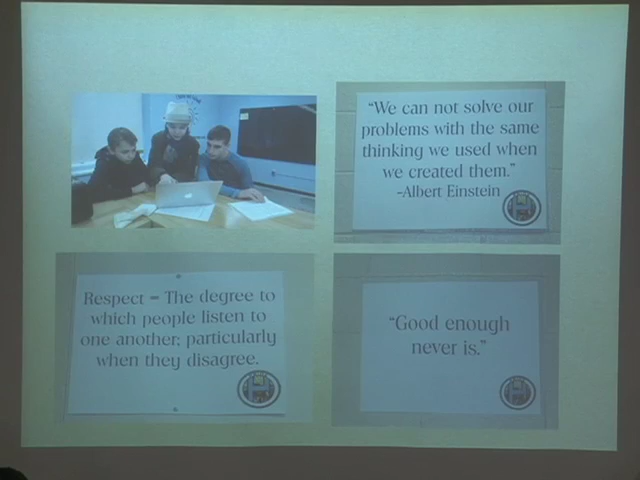 “We can not solve our
problems with the same
thinking we used when
we created them.”
-Albert Einstein
Respect = The degree to
which people listen to
one another; particularly
when they disagree.
“Good enough
never is.”